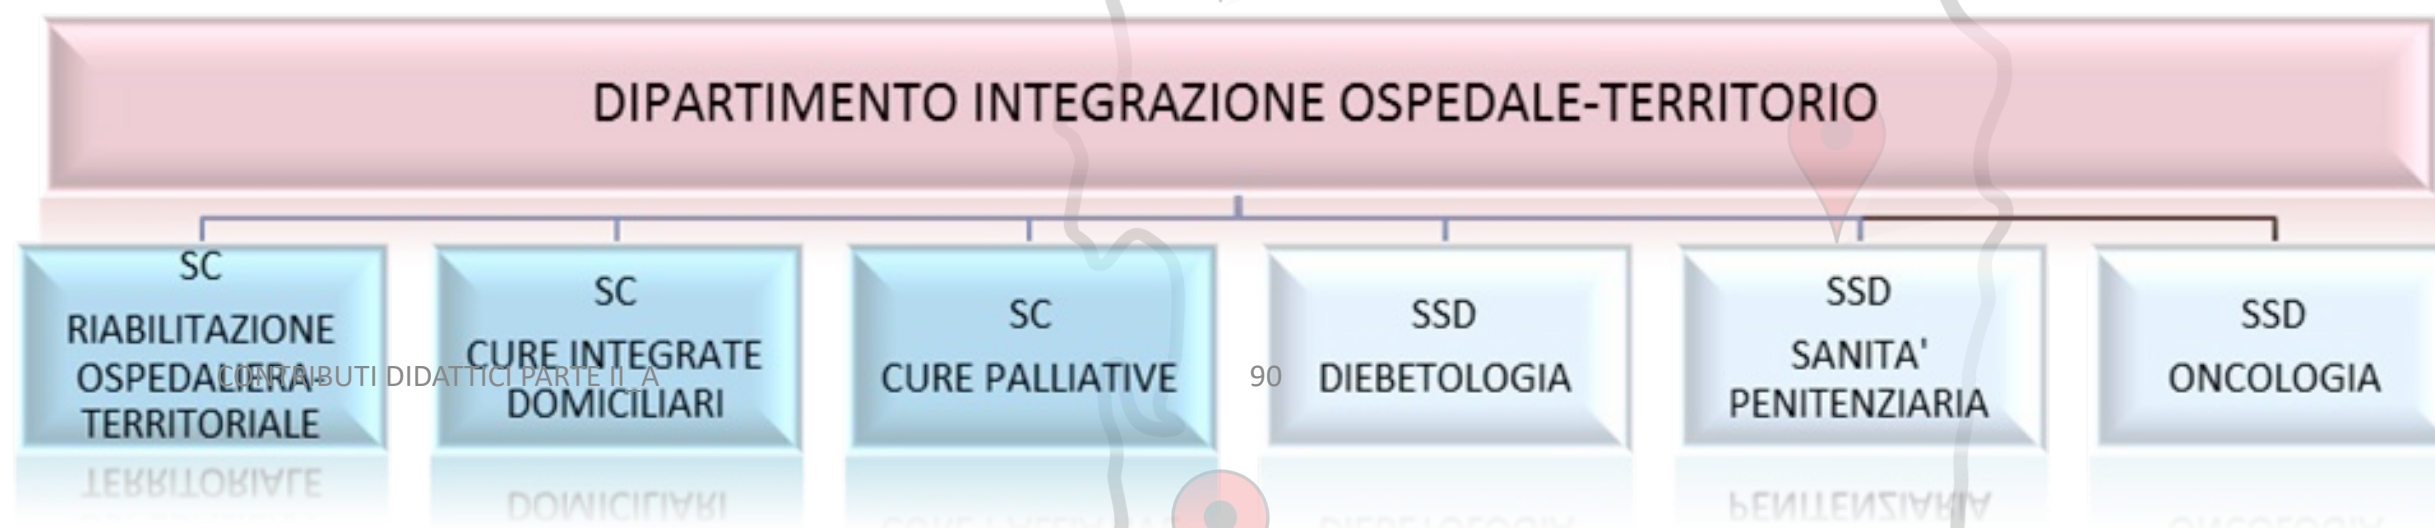 DIPARTIMENTO INTEGRAZIONE OSPEDALE-TERRITORIO
SC
RIABILITAZIONE
OSPEDALIERA-
TERRITORIALE
SC
CURE INTEGRATE
DOMICILIARI
SC
CURE PALLIATIVE
SSD
DIEBETOLOGIA
SSD
SANITA'
PENITENZIARIA
SSD
ONCOLOGIA
CONTRIBUTI DIDATTICI PARTE II_A
90